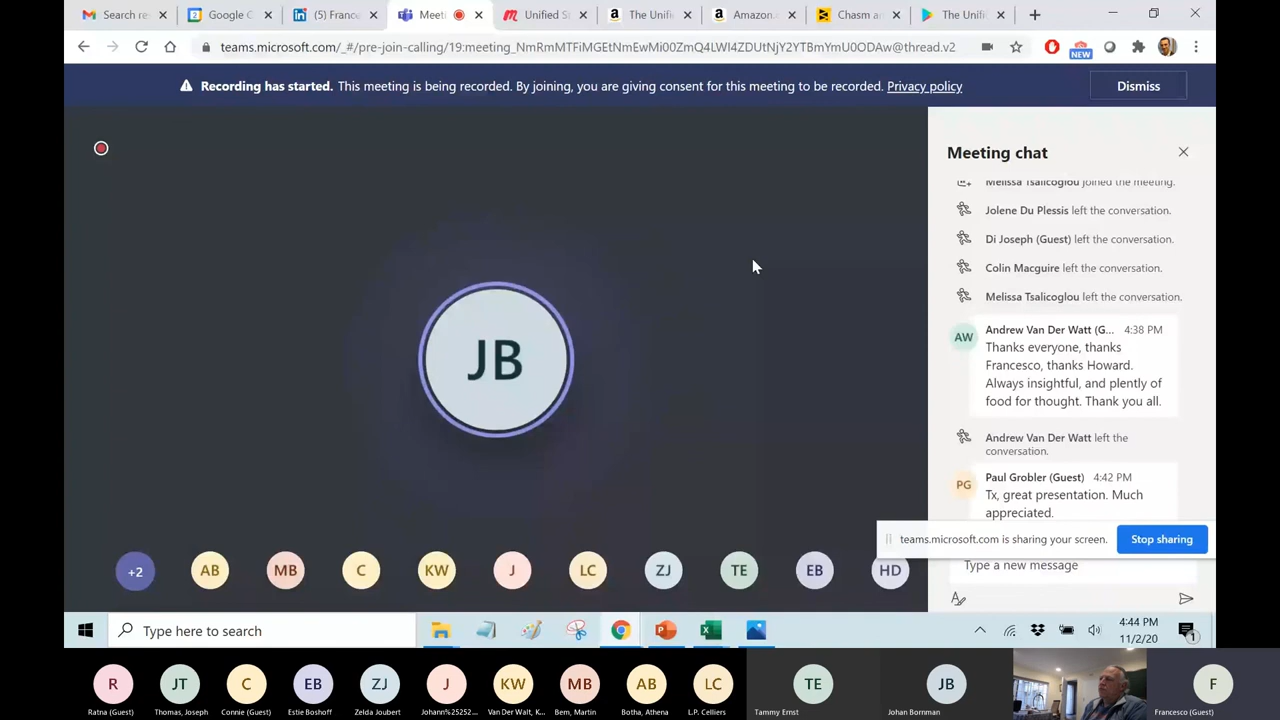 Search re
Google C
(5) France
Meeti
Unified S
The Unifi
Amazon.c
Chasm an
The Unifi
teams.microsoft.com/_#/pre-join-calling/19:meeting_NmRmMTFiMGEtNmEwMi00ZmQ4LWI4ZDUtNjY2YTBmYmU0ODAw@thread.v2
NEW
Recording has started. This meeting is being recorded. By joining, you are giving consent for this meeting to be recorded. Privacy policy
Dismiss
JB
Meeting chat
Melissa Tsalicoglou joined the meeting.
Jolene Du Plessis left the conversation.
Di Joseph (Guest) left the conversation.
Colin Macguire left the conversation.
Melissa Tsalicoglou left the conversation.
AW
Andrew Van Der Watt (G... 4:38 PM
Thanks everyone, thanks
Francesco, thanks Howard.
Always insightful, and plently of
food for thought. Thank you all.
Andrew Van Der Watt left the
conversation.
PG
Paul Grobler (Guest) 4:42 PM
Tx, great presentation. Much
appreciated.
teams.microsoft.com is sharing your screen.
Stop sharing
Type a new message
+2
AB
MB
C
KW
J
LC
ZJ
TE
EB
HD
Type here to search
4:44 PM
11/2/20
1
R
JT
C
EB
ZJ
J
KW
MB
AB
LC
TE
JB
F
Ratna (Guest)
Thomas, Joseph
Connie (Guest)
Estie Boshoff
Zelda Joubert
Johann%25252...
Van Der Walt, K...
Bem, Martin
Botha, Athena
L.P. Celliers
Tammy Ernst
Johan Bornman
Francesco (Guest)